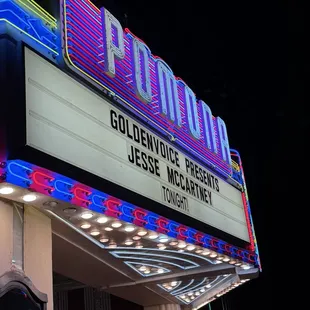 POMONA
GOLDENVOICE PRESENTS
JESSE MCCARTNEY
TONIGHT!